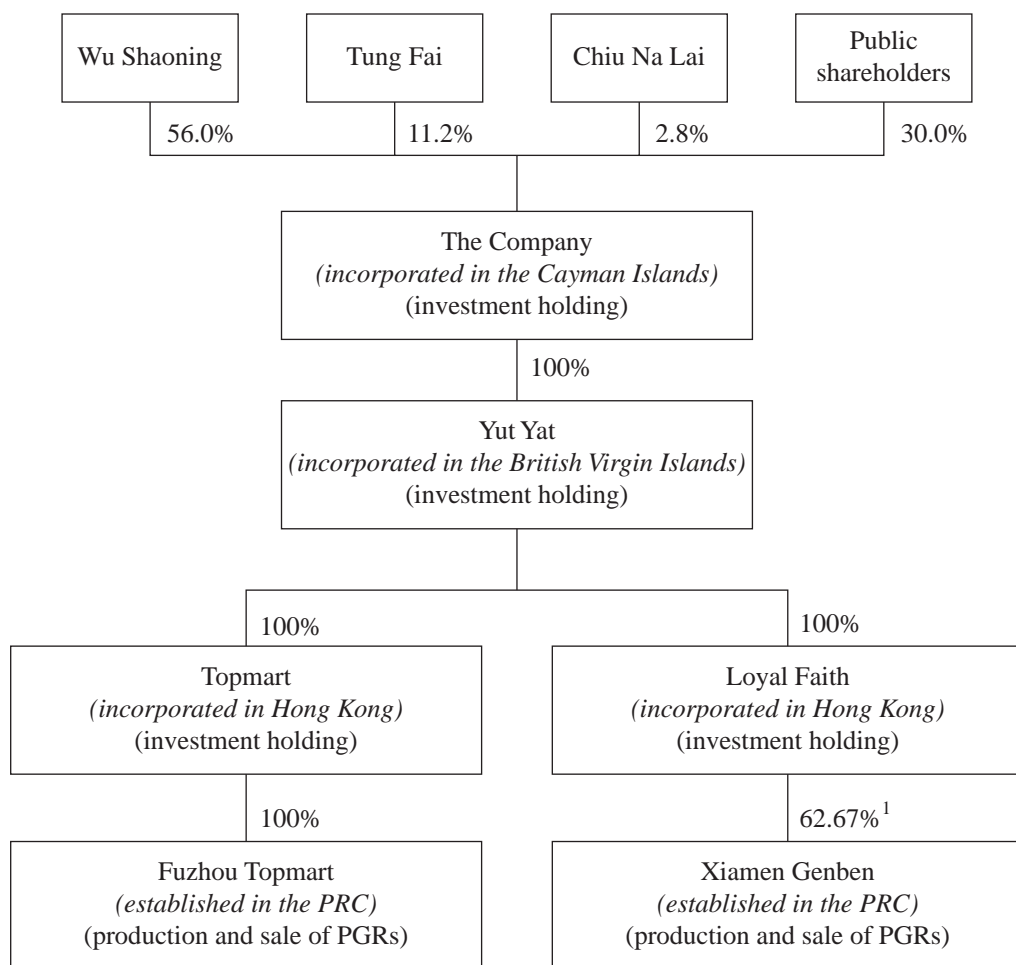 Wu Shaoning
Tung Fai
Chiu Na Lai
Public
shareholders
56.0%
11.2%
2.8%
30.0%
The Company
(incorporated in the Cayman Islands)
(investment holding)
100%
Yut Yat
(incorporated in the British Virgin Islands)
(investment holding)
100%
100%
Topmart
(incorporated in Hong Kong)
(investment holding)
Loyal Faith
(incorporated in Hong Kong)
(investment holding)
100%
62.67%1
Fuzhou Topmart
(established in the PRC)
(production and sale of PGRs)
Xiamen Genben
(established in the PRC)
(production and sale of PGRs)